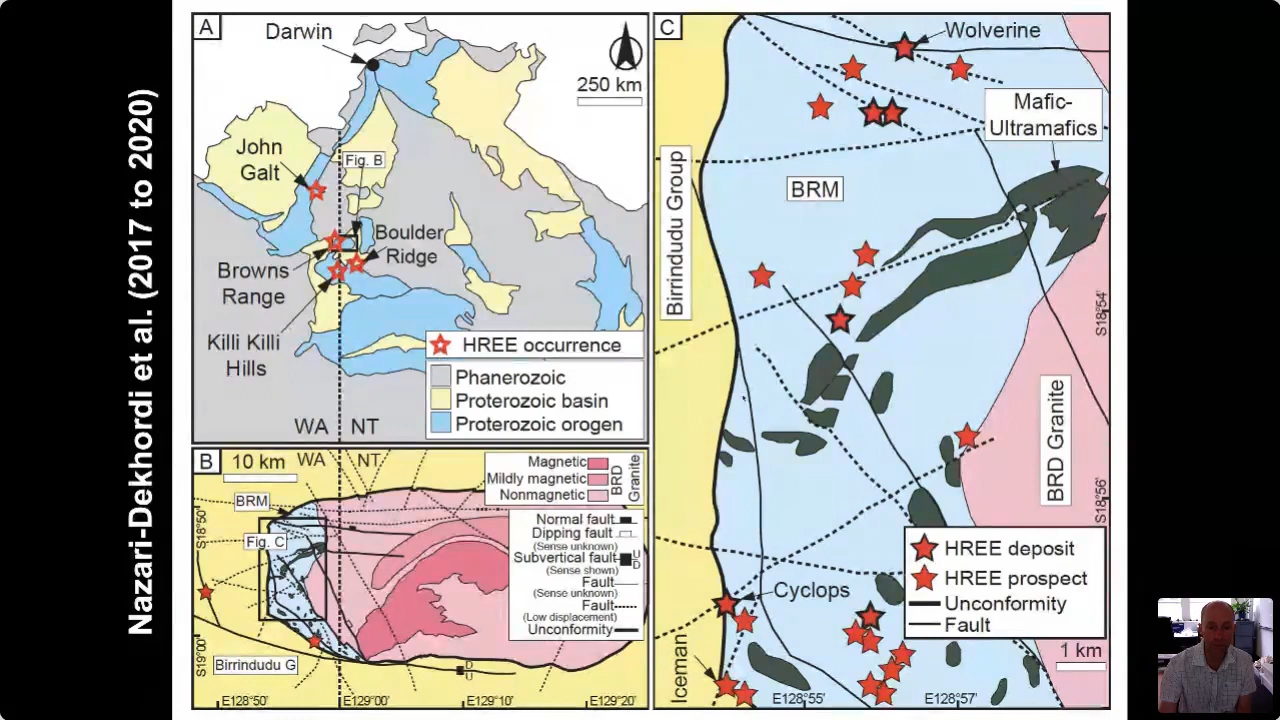 Nazari-Dekhordi et al. (2017 to 2020)
A
Darwin
250 km
John
Galt
Fig. B
Boulder
Ridge
Browns
Range
Killi Killi
Hills
HREE occurrence
Phanerozoic
Proterozoic basin
Proterozoic orogen
WA NT
B
10 km
WA NT
BRM
Fig. C
Magnetic
Mildly magnetic
Nonmagnetic
BRD
Granite
Normal fault
Dipping fault
(Sense unknown)
Subvertical fault
U
D
(Sense shown)
Fault
(Sense unknown)
Fault
(Low displacement)
Unconformity
Birrindudu G
D
U
S18°50'
S19°00'
E128°50'
E129°00'
E129°10'
E129°20'
C
Wolverine
Mafic-
Ultramafics
Birrindudu Group
BRM
S18°54'
BRD Granite
S18°56'
HREE deposit
HREE prospect
Unconformity
Fault
Cyclops
Iceman
1 km
E128°55'
E128°57'